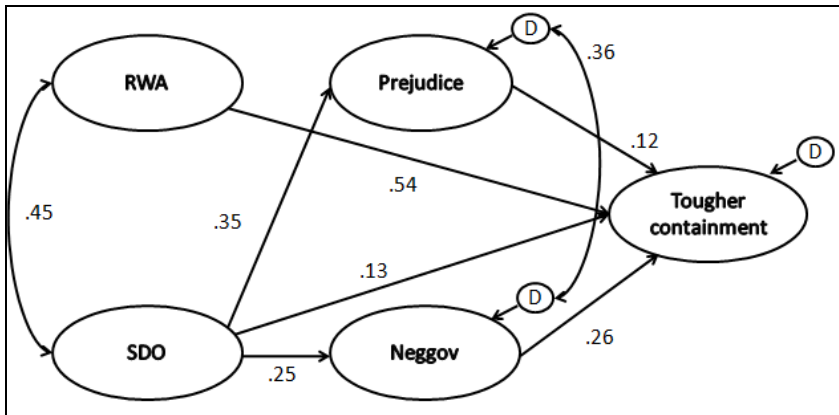 D
.36
RWA
Prejudice
.12
D
.54
Tougher
containment
.45
.35
.13
D
SDO
Neggov
.26
.25